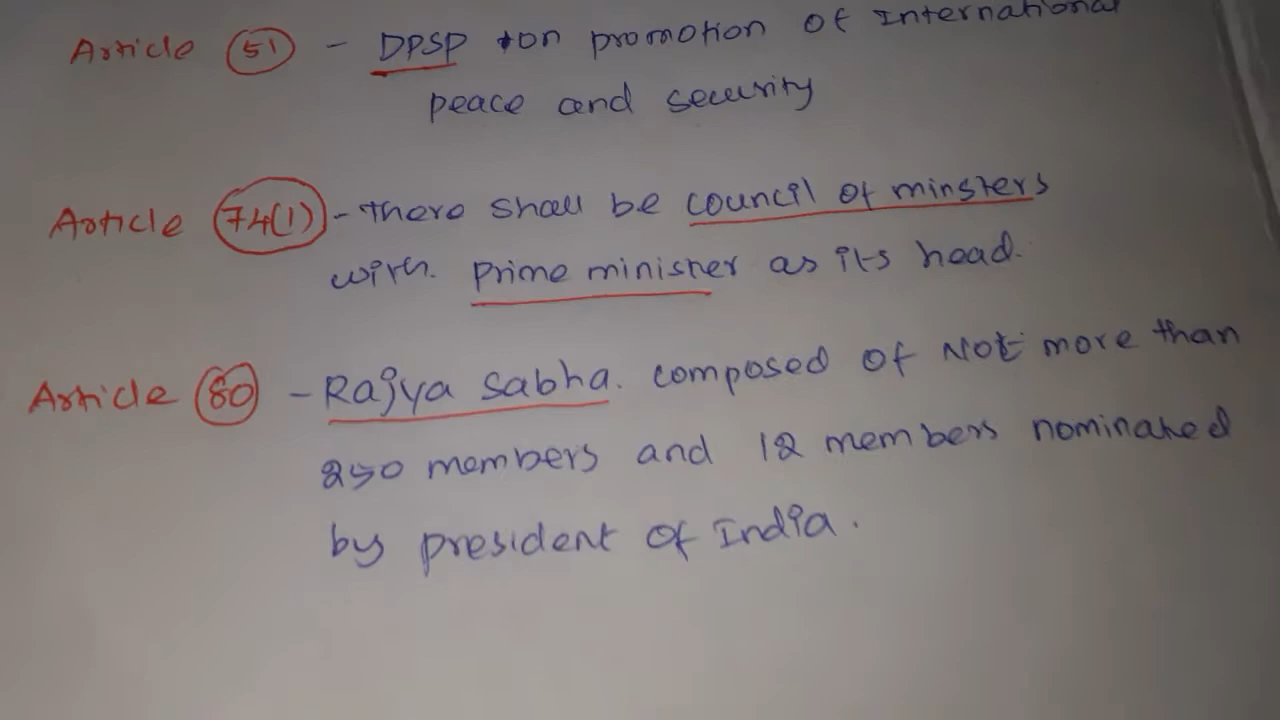 Article 51 - DPSP on promotion of International
peace and security
Article 74(1) - there shall be council of minsters
with. prime minister as its head.
Article 80 - Rajya Sabha. composed of Not more than
250 members and 12 members nominated
by president of India.